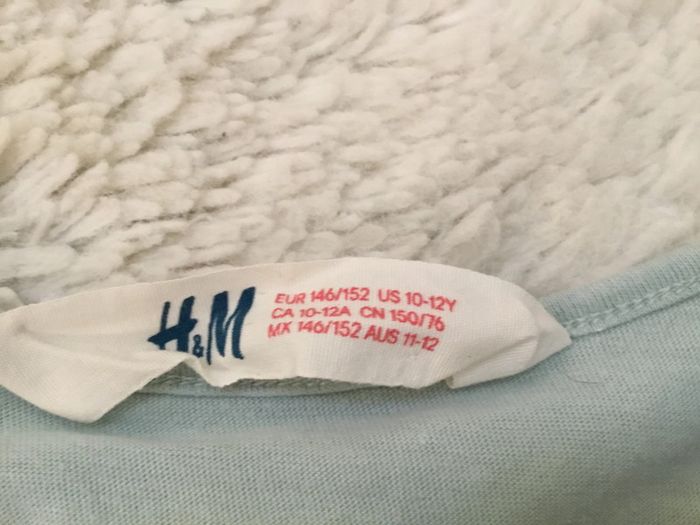 H&M
EUR 146/152 US 10-12Y
CA 10-12A CN 150/76
MX 146/152 AUS 11-12